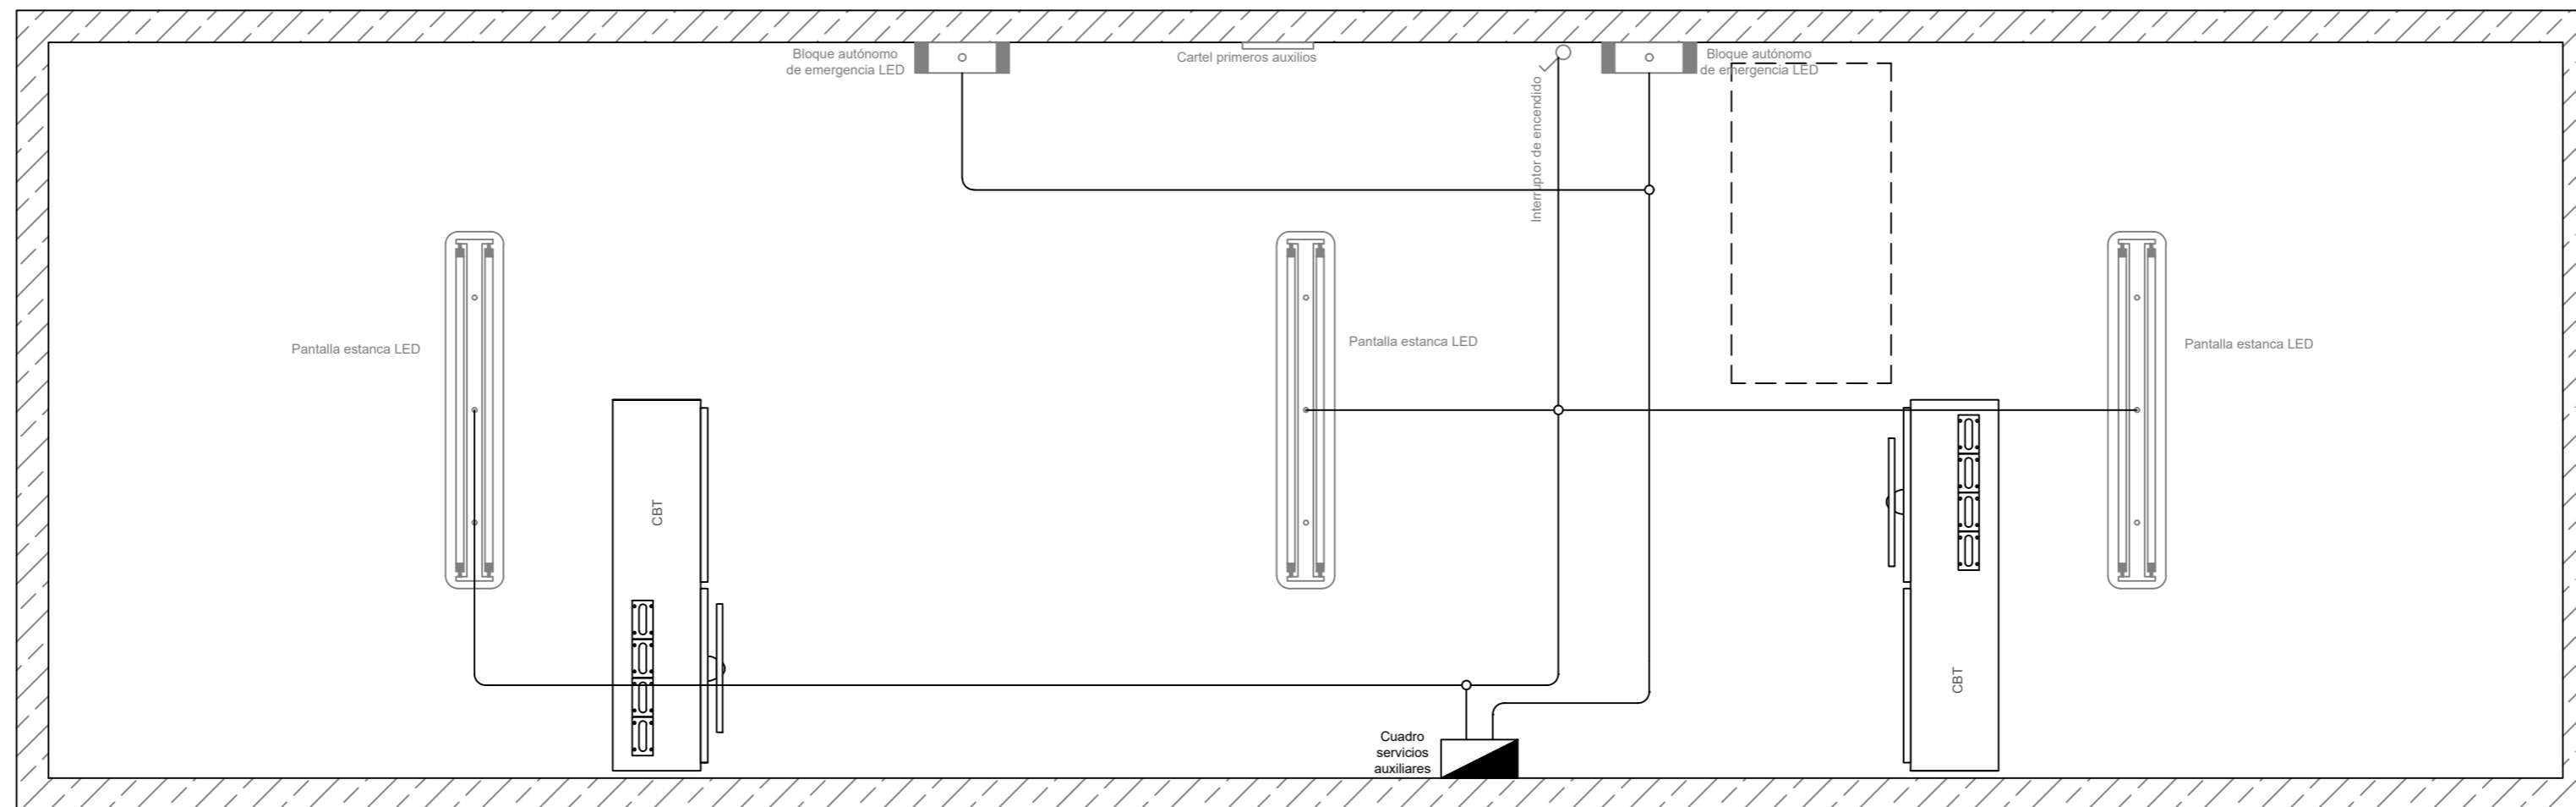 Bloque autónomo
de emergencia LED
Cartel primeros auxilios
Interruptor de encendido
Bloque autónomo
de emergencia LED
Pantalla estanca LED
Pantalla estanca LED
Pantalla estanca LED
CBT
CBT
Cuadro
servicios
auxiliares